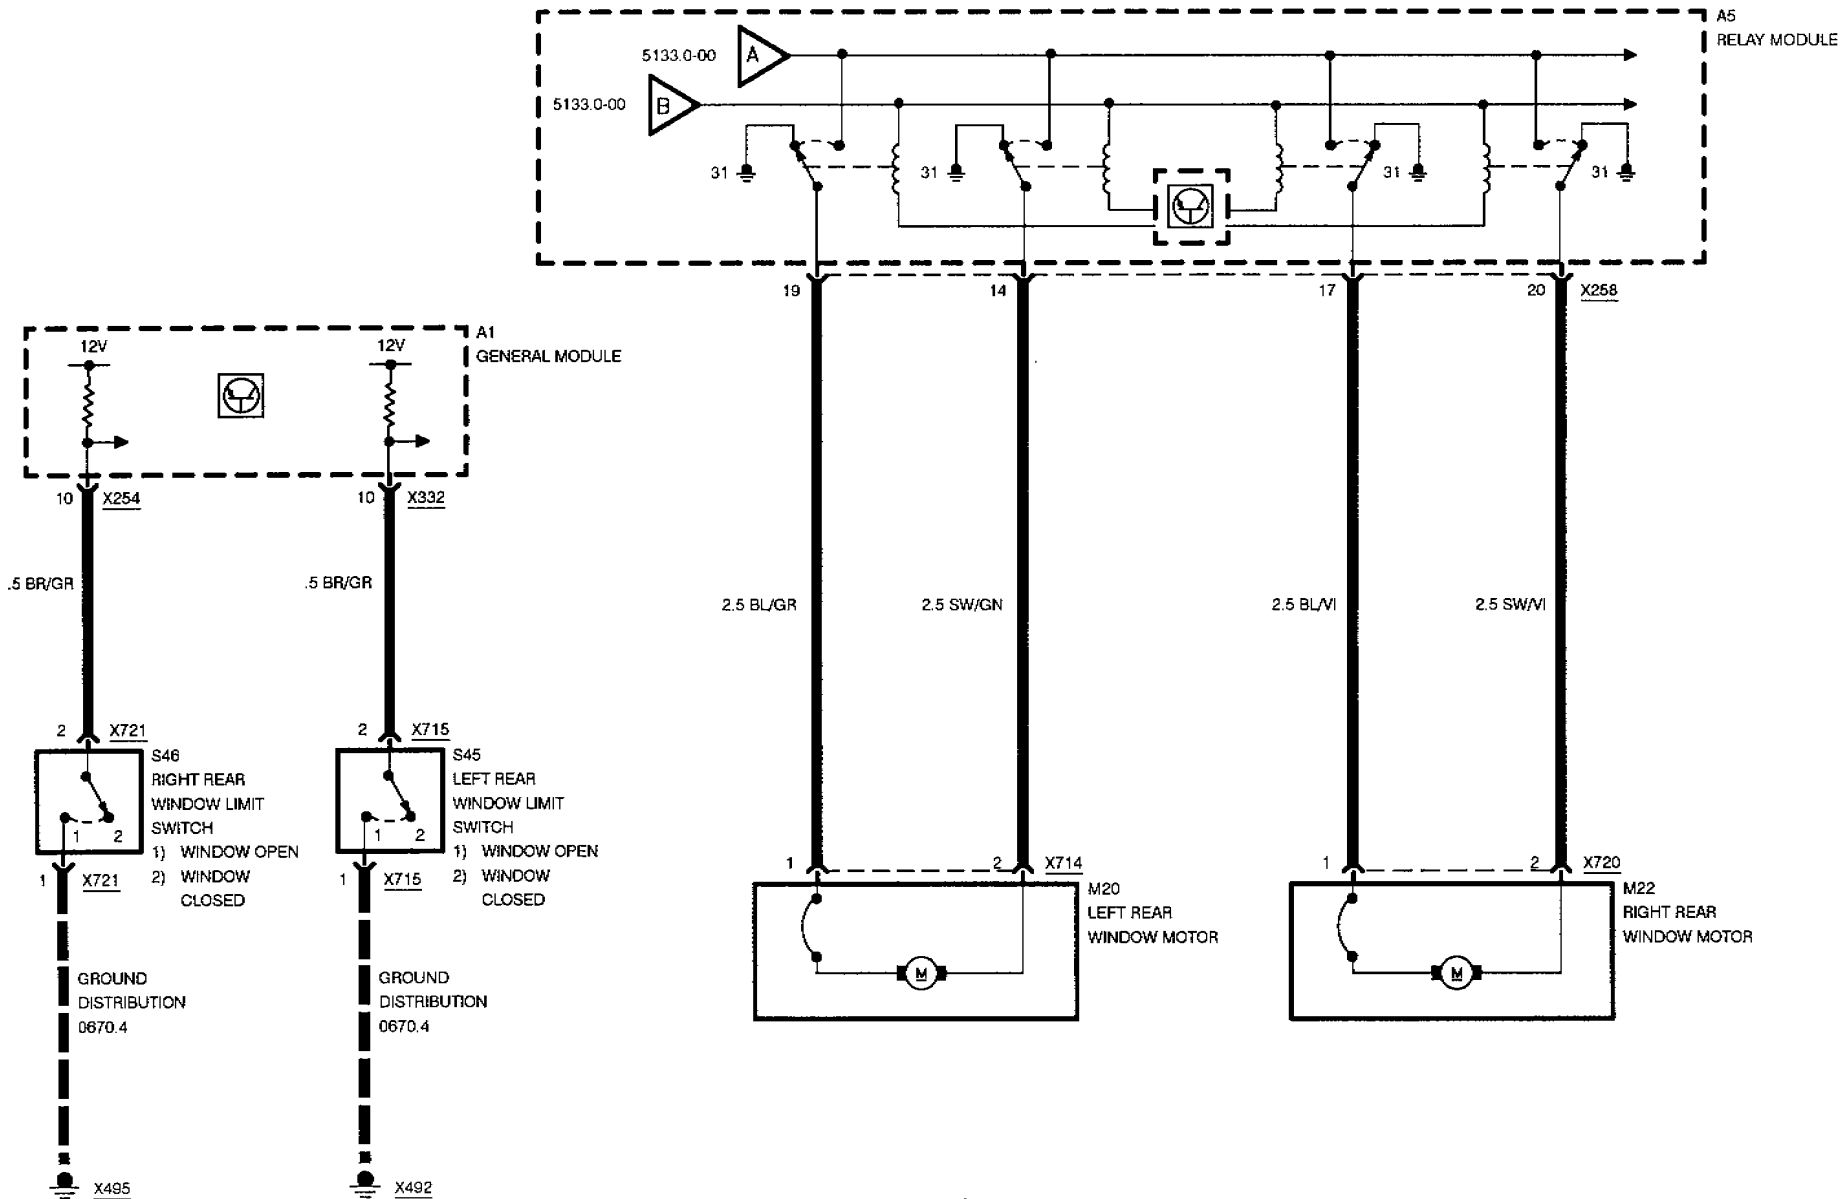 A5
RELAY MODULE
5133.0-00
A
5133.0-00
B
31
31
31
31
19
14
17
20
X258
A1
GENERAL MODULE
12V
12V
10
X254
10
X332
.5 BR/GR
.5 BR/GR
2.5 BL/GR
2.5 SW/GN
2.5 BL/VI
2.5 SW/VI
2
X721
2
X715
S46
RIGHT REAR
WINDOW LIMIT
SWITCH
1) WINDOW OPEN
2) WINDOW
CLOSED
1
2
S45
LEFT REAR
WINDOW LIMIT
SWITCH
1) WINDOW OPEN
2) WINDOW
CLOSED
1
2
1
X721
1
X715
1
2
X714
1
2
X720
M20
LEFT REAR
WINDOW MOTOR
M
M22
RIGHT REAR
WINDOW MOTOR
M
GROUND
DISTRIBUTION
0670.4
GROUND
DISTRIBUTION
0670.4
X495
X492